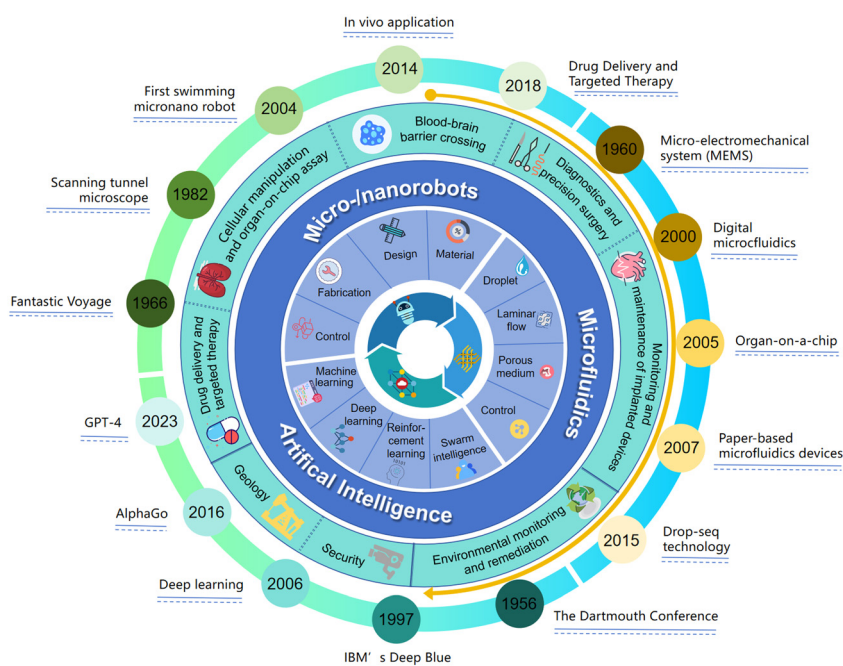 In vivo application
2014
2018
Drug Delivery and
Targeted Therapy
First swimming
micronano robot
2004
1960
Micro-electromechanical
system (MEMS)
Scanning tunnel
microscope
1982
2000
Digital
microfluidics
Fantastic Voyage
1966
2005
Organ-on-a-chip
GPT-4
2023
2007
Paper-based
microfluidics devices
AlphaGo
2016
2015
Drop-seq
technology
Deep learning
2006
1956
The Dartmouth Conference
1997
IBM’s Deep Blue
Blood-brain
barrier crossing
Diagnostics and
precision surgery
Monitoring and
maintenance of implanted devices
Environmental monitoring
and remediation
Security
Geology
Drug delivery and
targeted therapy
Cellular manipulation
and organ-on-chip assay
Micro-/nanorobots
Microfluidics
Artifical Intelligence
Control
Fabrication
Design
Material
Droplet
Laminar
flow
Porous
medium
Control
Swarm
intelligence
Reinfor-
cement
learning
Deep
learning
Machine
learning